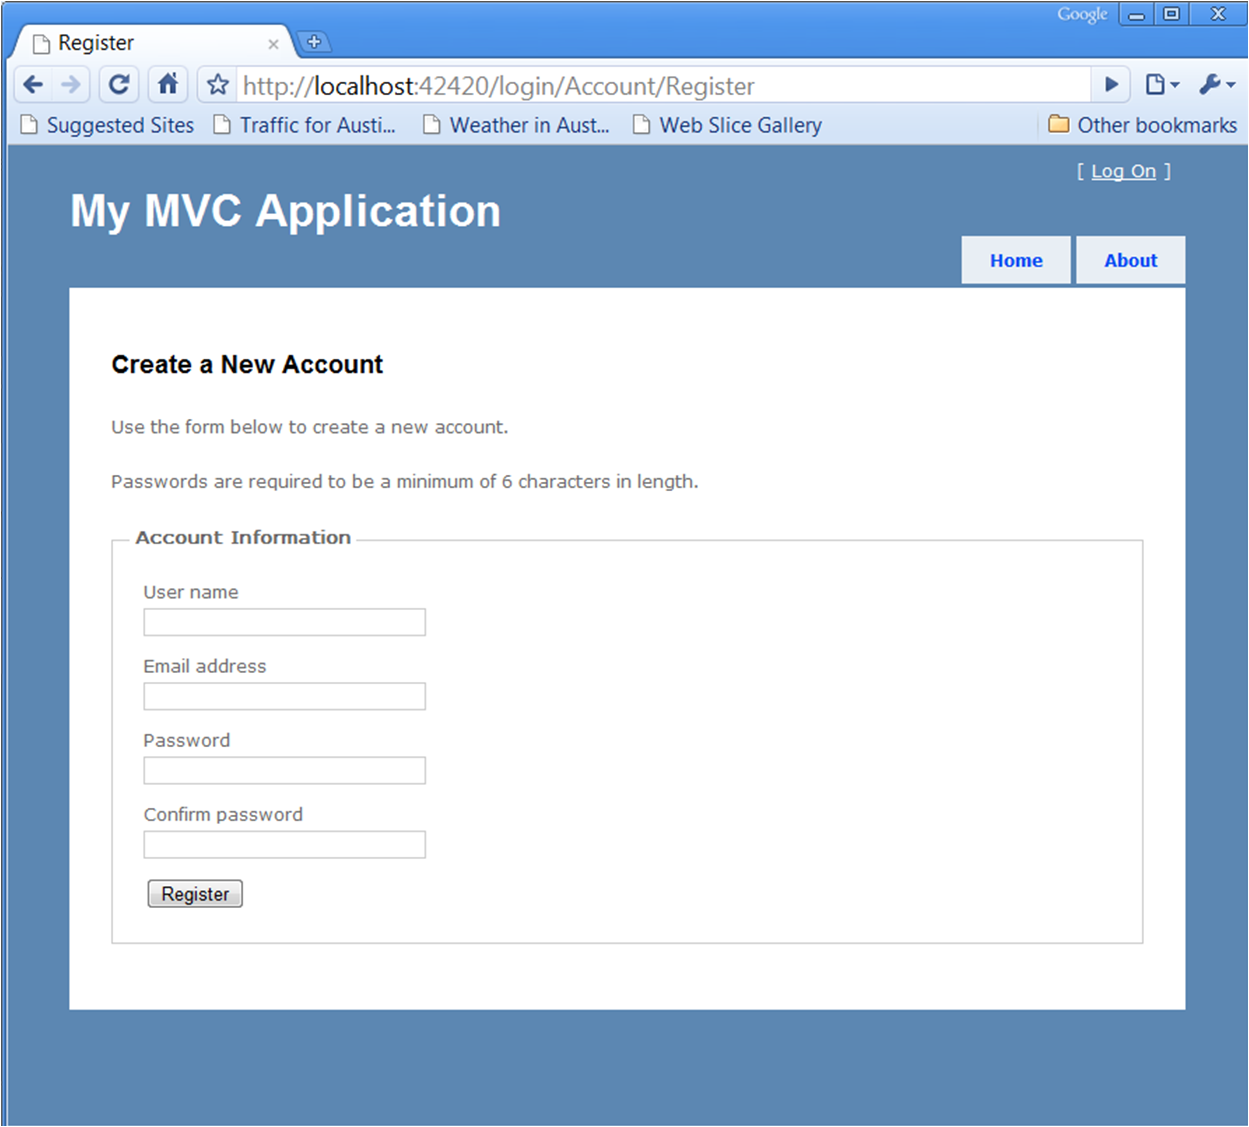 Google
Register
http://localhost:42420/login/Account/Register
Suggested Sites Traffic for Austi... Weather in Aust... Web Slice Gallery Other bookmarks
[ Log On ]
My MVC Application
Home About
Create a New Account
Use the form below to create a new account.
Passwords are required to be a minimum of 6 characters in length.
Account Information
User name
Email address
Password
Confirm password
Register